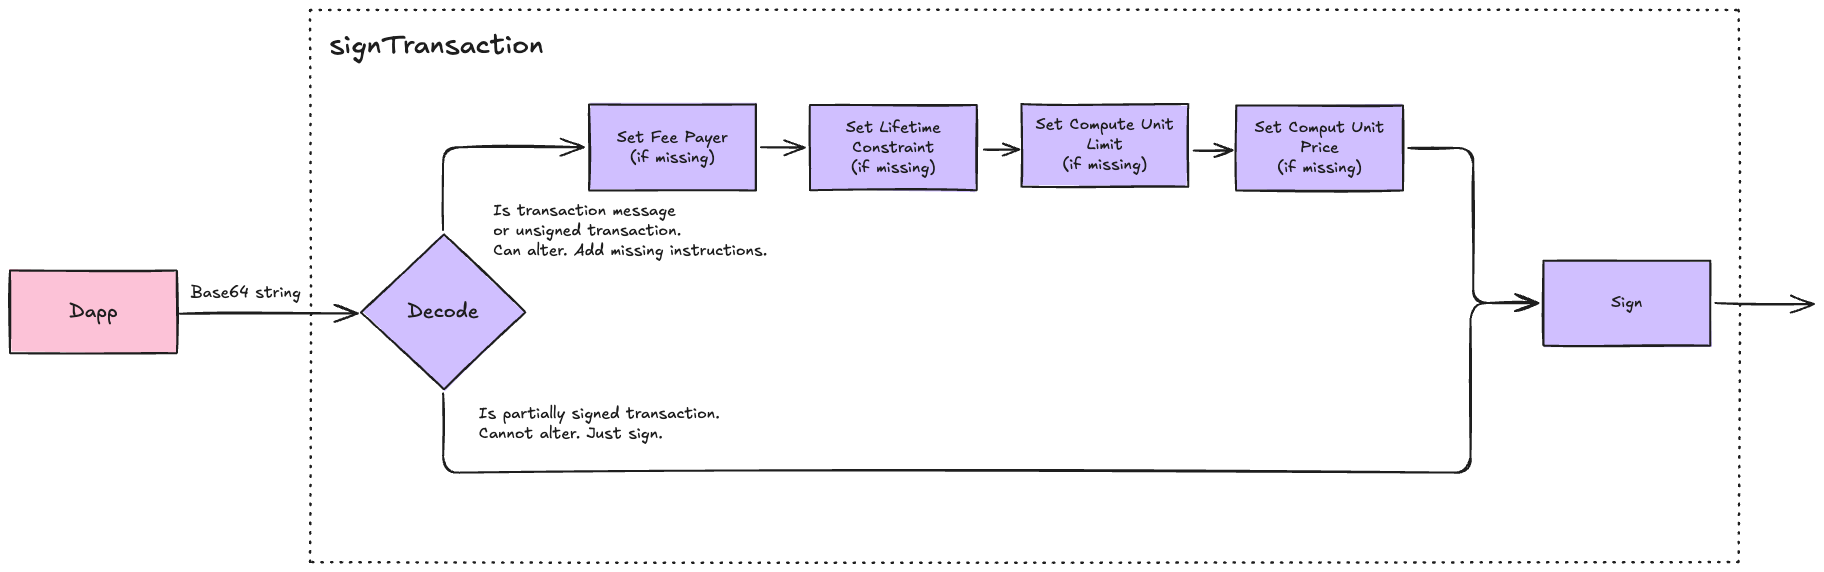 signTransaction
Set Fee Payer
(if missing)
Set Lifetime
Constraint
(if missing)
Set Compute Unit
Limit
(if missing)
Set Comput Unit
Price
(if missing)
Is transaction message
or unsigned transaction.
Can alter. Add missing instructions.
Dapp
Base64 string
Decode
Sign
Is partially signed transaction.
Cannot alter. Just sign.